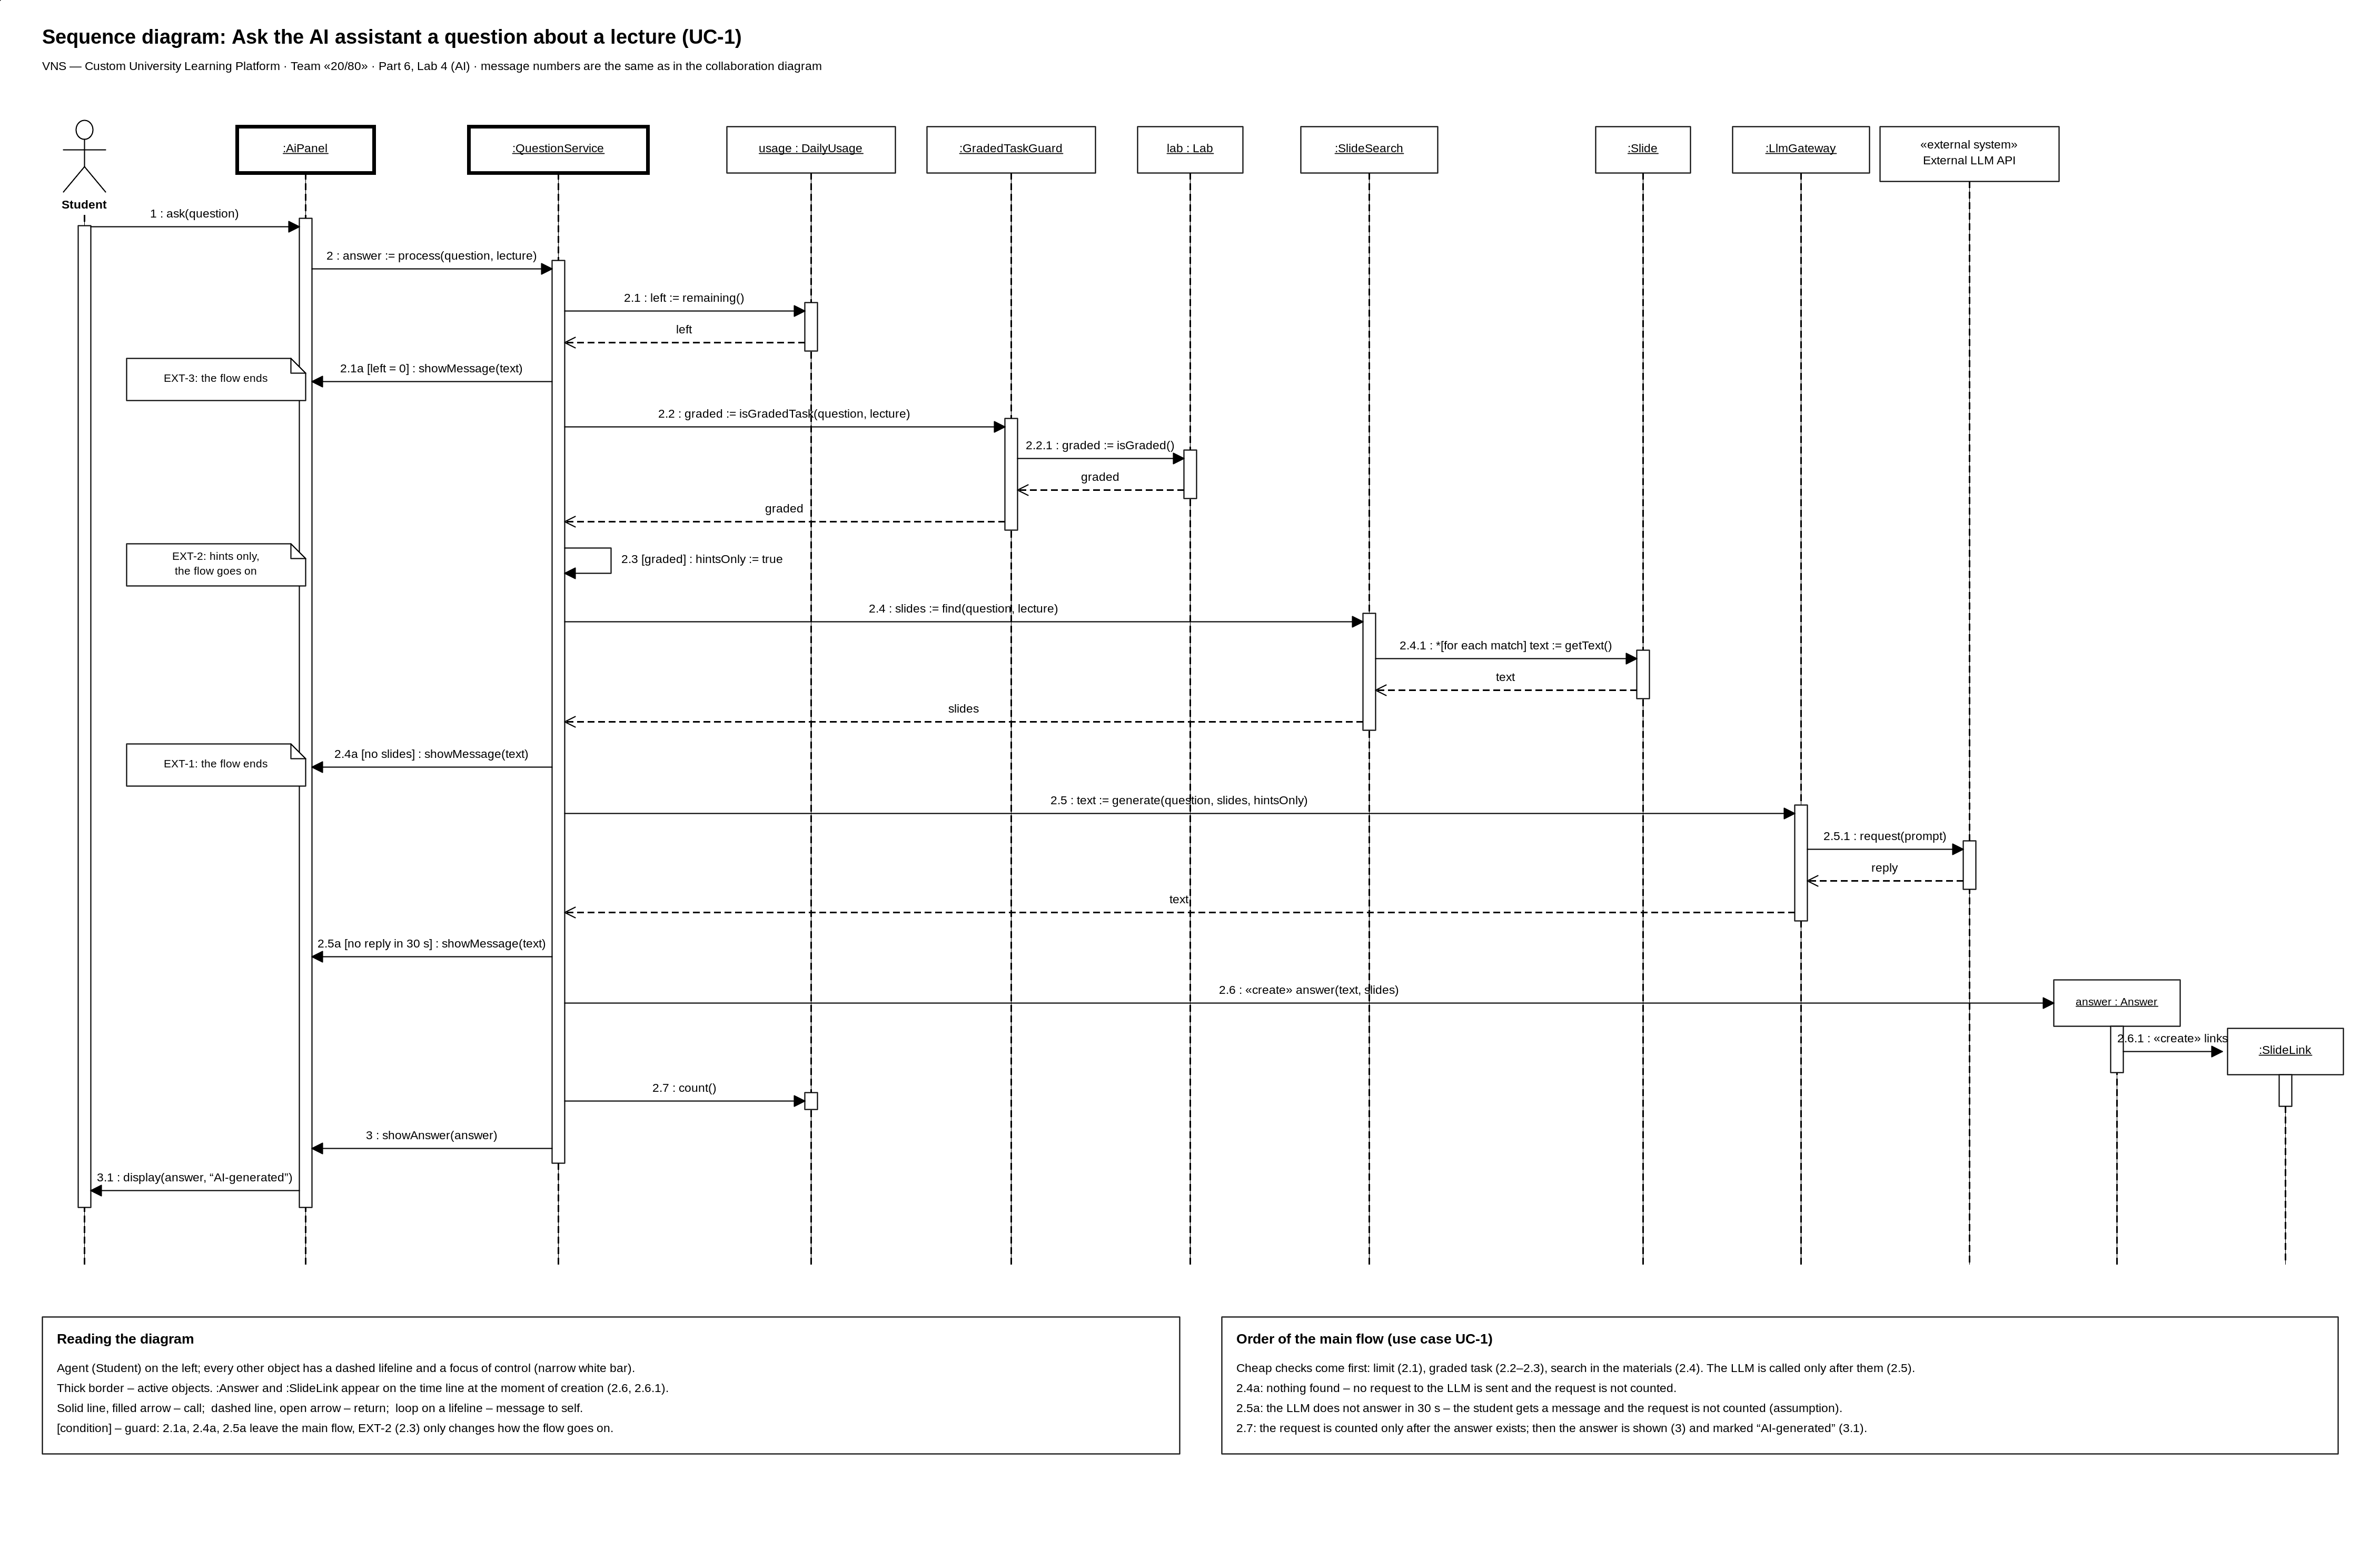 Sequence diagram: Ask the AI assistant a question about a lecture (UC-1)
VNS — Custom University Learning Platform · Team «20/80» · Part 6, Lab 4 (AI) · message numbers are the same as in the collaboration diagram
Student
:AiPanel
:QuestionService
usage : DailyUsage
:GradedTaskGuard
lab : Lab
:SlideSearch
:Slide
:LlmGateway
«external system»
External LLM API
1 : ask(question)
2 : answer := process(question, lecture)
2.1 : left := remaining()
left
EXT-3: the flow ends
2.1a [left = 0] : showMessage(text)
2.2 : graded := isGradedTask(question, lecture)
2.2.1 : graded := isGraded()
graded
graded
EXT-2: hints only,
the flow goes on
2.3 [graded] : hintsOnly := true
2.4 : slides := find(question, lecture)
2.4.1 : *[for each match] text := getText()
text
slides
EXT-1: the flow ends
2.4a [no slides] : showMessage(text)
2.5 : text := generate(question, slides, hintsOnly)
2.5.1 : request(prompt)
reply
text
2.5a [no reply in 30 s] : showMessage(text)
2.6 : «create» answer(text, slides)
answer : Answer
2.6.1 : «create» links
:SlideLink
2.7 : count()
3 : showAnswer(answer)
3.1 : display(answer, “AI-generated”)
Reading the diagram
Agent (Student) on the left; every other object has a dashed lifeline and a focus of control (narrow white bar).
Thick border – active objects. :Answer and :SlideLink appear on the time line at the moment of creation (2.6, 2.6.1).
Solid line, filled arrow – call; dashed line, open arrow – return; loop on a lifeline – message to self.
[condition] – guard: 2.1a, 2.4a, 2.5a leave the main flow, EXT-2 (2.3) only changes how the flow goes on.
Order of the main flow (use case UC-1)
Cheap checks come first: limit (2.1), graded task (2.2–2.3), search in the materials (2.4). The LLM is called only after them (2.5).
2.4a: nothing found – no request to the LLM is sent and the request is not counted.
2.5a: the LLM does not answer in 30 s – the student gets a message and the request is not counted (assumption).
2.7: the request is counted only after the answer exists; then the answer is shown (3) and marked “AI-generated” (3.1).